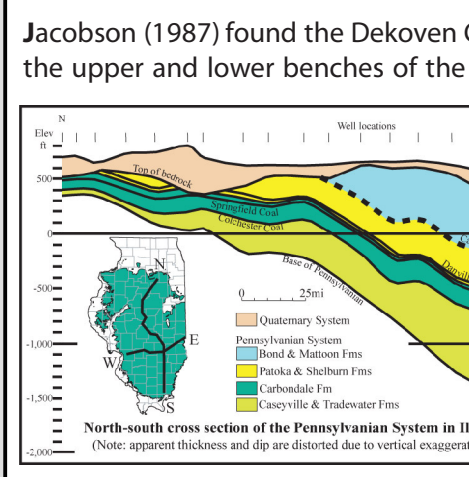 Jacobson (1987) found the Dekoven
the upper and lower benches of the
N
Elev
ft
Well locations
500
Top of bedrock
Springfield Coal
Colchester Coal
0
Base of Pennsylvanian
-500
-1,000
-1,500
-2,000
N
W
E
S
0 25mi
Quaternary System
Pennsylvanian System
Bond & Mattoon Fms
Patoka & Shelburn Fms
Carbondale Fm
Caseyville & Tradewater Fms
North-south cross section of the Pennsylvanian System in
(Note: apparent thickness and dip are distorted due to vertical